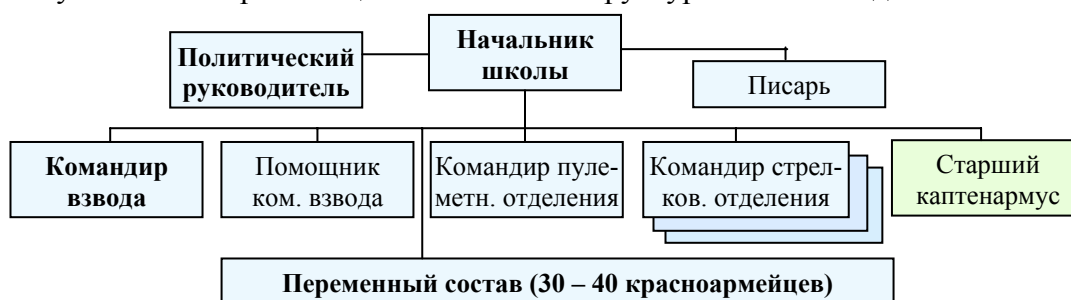 Начальник
школы
Политический
руководитель
Писарь
Командир
взвода
Помощник
ком. взвода
Командир пуле-
метн. отделения
Командир стрел-
ков. отделения
Старший
каптенармус
Переменный состав (30 – 40 красноармейцев)